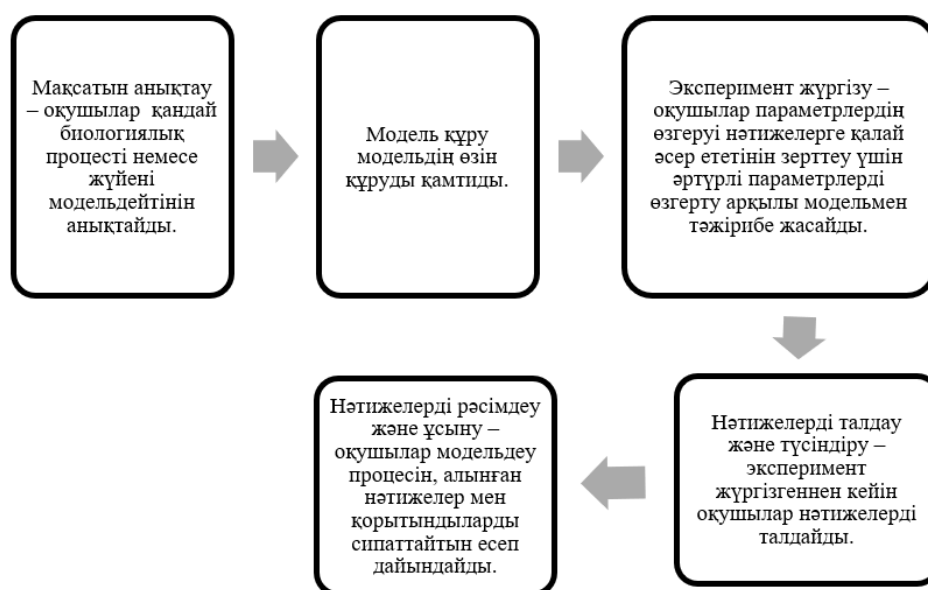 Мақсатын анықтау
– оқушылар қандай
биологиялық
процесті немесе
жүйені
модельдейтінін
анықтайды.
Модель құру
модельдің өзін
құруды қамтиды.
Эксперимент жүргізу –
оқушылар параметрлердің
өзгеруі нәтижелерге қалай
әсер ететінін зерттеу үшін
әртүрлі параметрлерді
өзгерту арқылы модельмен
тәжірибе жасайды.
Нәтижелерді талдау
және түсіндіру –
эксперимент
жүргізгеннен кейін
оқушылар нәтижелерді
талдайды.
Нәтижелерді рәсімдеу
және ұсыну –
оқушылар модельдеу
процесін, алынған
нәтижелер мен
қорытындыларды
сипаттайтын есеп
дайындайды.